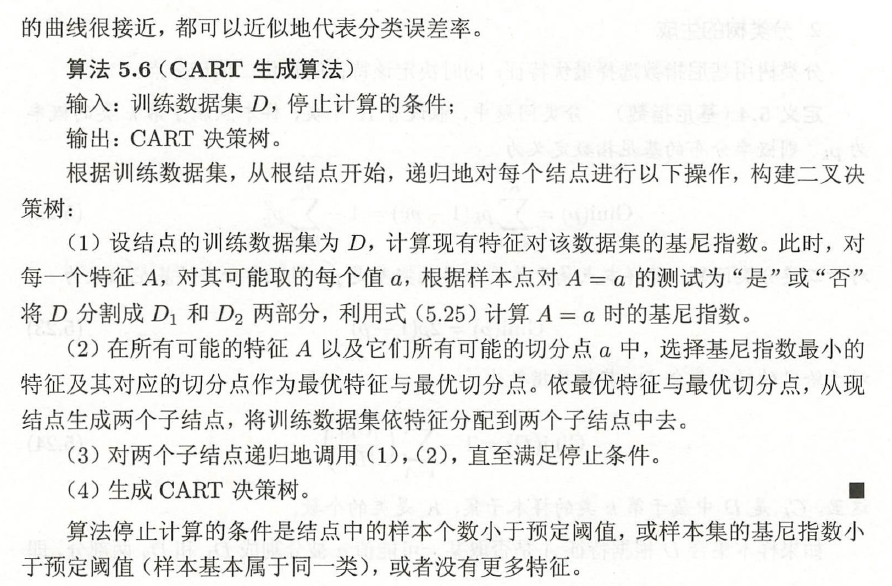 的曲线很接近，都可以近似地代表分类误差率。
算法 5.6（CART 生成算法）
输入：训练数据集 D，停止计算的条件；
输出：CART 决策树。
根据训练数据集，从根结点开始，递归地对每个结点进行以下操作，构建二叉决
策树：
（1）设结点的训练数据集为 D，计算现有特征对该数据集的基尼指数。此时，对
每一个特征 A，对其可能取的每个值 a，根据样本点对 A = a 的测试为“是”或“否”
将 D 分割成 D₁ 和 D₂ 两部分，利用式 (5.25) 计算 A = a 时的基尼指数。
（2）在所有可能的特征 A 以及它们所有可能的切分点 a 中，选择基尼指数最小的
特征及其对应的切分点作为最优特征与最优切分点。依最优特征与最优切分点，从现
结点生成两个子结点，将训练数据集依特征分配到两个子结点中去。
（3）对两个子结点递归地调用（1），（2），直至满足停止条件。
（4）生成 CART 决策树。 ■
算法停止计算的条件是结点中的样本个数小于预定阈值，或样本集的基尼指数小
于预定阈值（样本基本属于同一类），或者没有更多特征。